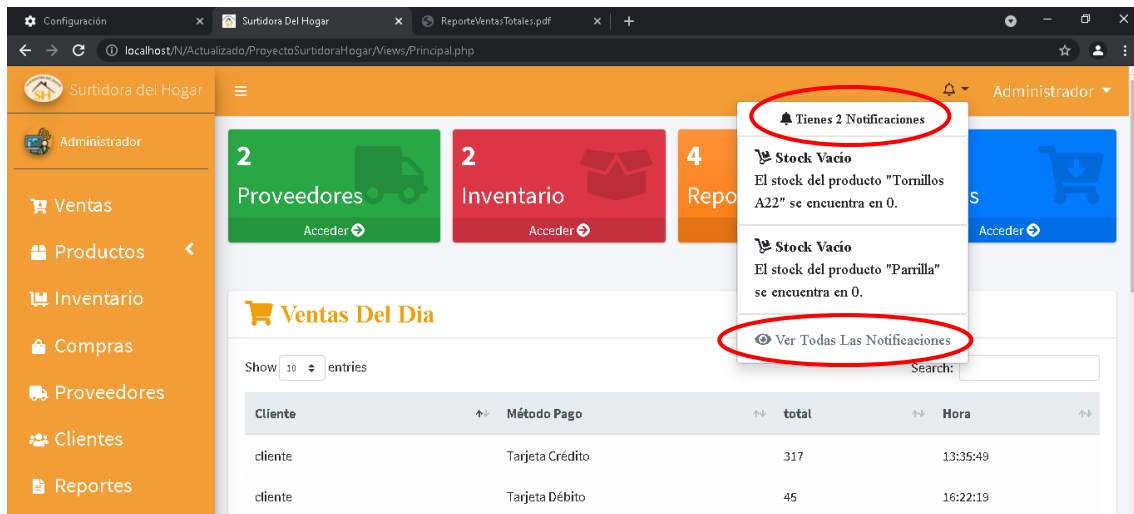 Configuración
Surtidora Del Hogar
ReporteVentasTotales.pdf
localhost/N/Actualizado/ProyectoSurtidoraHogar/Views/Principal.php
SH
Surtidora del Hogar
Administrador
Administrador
Ventas
Productos
Inventario
Compras
Proveedores
Clientes
Reportes
2
Proveedores
Acceder
2
Inventario
Acceder
4
Repo
s
Acceder
Tienes 2 Notificaciones
Stock Vacío
El stock del producto "Tornillos
A22" se encuentra en 0.
Stock Vacío
El stock del producto "Parrilla"
se encuentra en 0.
Ver Todas Las Notificaciones
Ventas Del Dia
Show 10 entries
Search:
Cliente Método Pago total Hora
cliente Tarjeta Crédito 317 13:35:49
cliente Tarjeta Débito 45 16:22:19